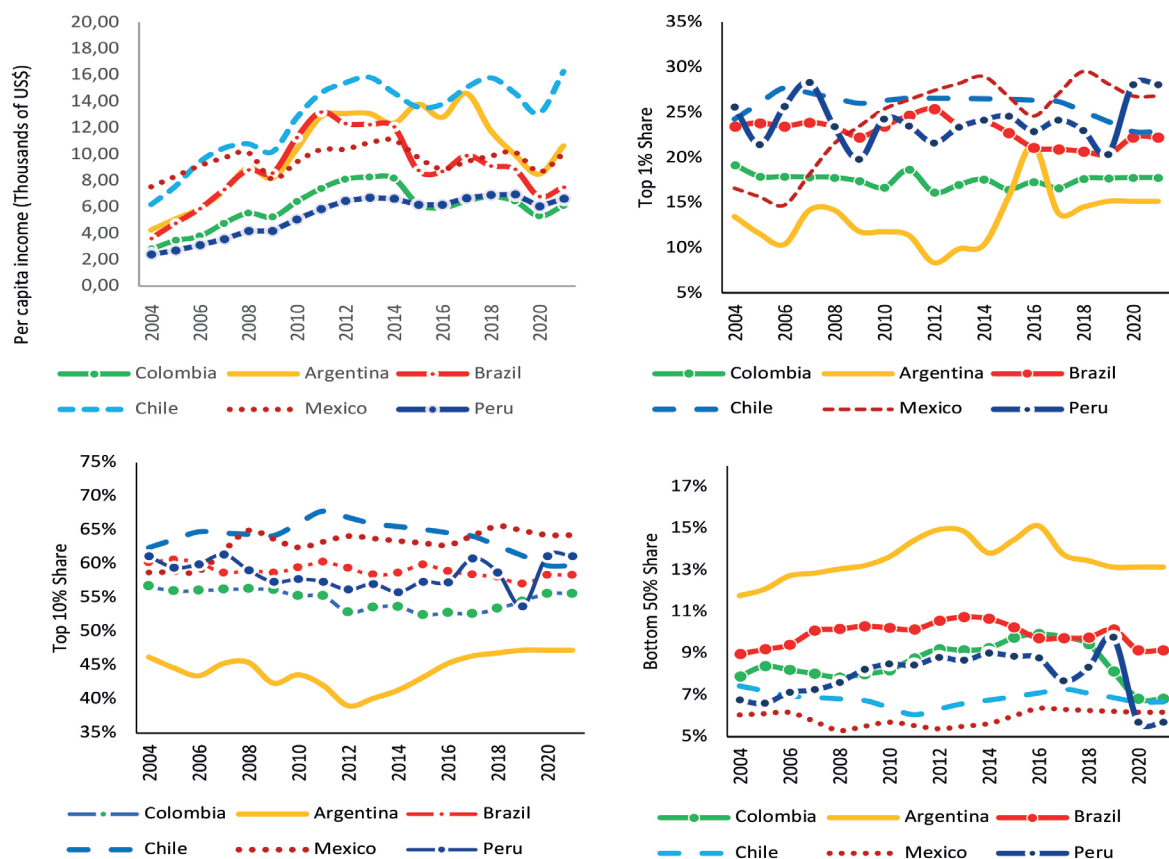 Per capita income (Thousands of US$)
20,00
18,00
16,00
14,00
12,00
10,00
8,00
6,00
4,00
2,00
0,00
2004
2006
2008
2010
2012
2014
2016
2018
2020
Colombia
Argentina
Brazil
Chile
Mexico
Peru
Top 1% Share
35%
30%
25%
20%
15%
10%
5%
2004
2006
2008
2010
2012
2014
2016
2018
2020
Colombia
Argentina
Brazil
Chile
Mexico
Peru
Top 10% Share
75%
70%
65%
60%
55%
50%
45%
40%
35%
2004
2006
2008
2010
2012
2014
2016
2018
2020
Colombia
Argentina
Brazil
Chile
Mexico
Peru
Bottom 50% Share
17%
15%
13%
11%
9%
7%
5%
2004
2006
2008
2010
2012
2014
2016
2018
2020
Colombia
Argentina
Brazil
Chile
Mexico
Peru